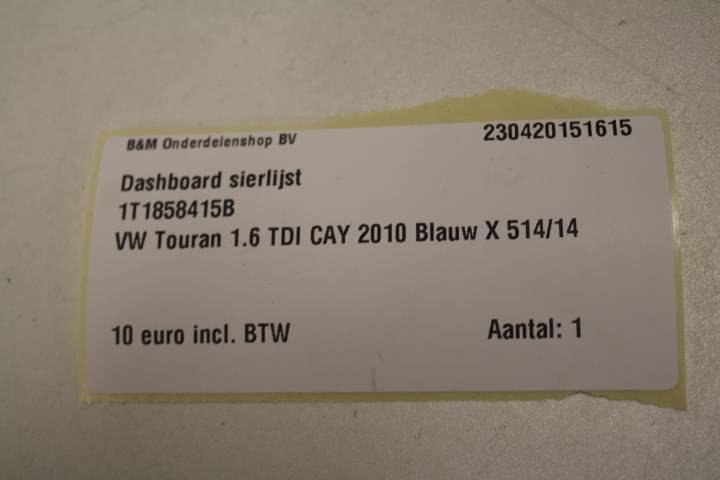 B&M Onderdelenshop BV
230420151615
Dashboard sierlijst
1T1858415B
VW Touran 1.6 TDI CAY 2010 Blauw X 514/14
10 euro incl. BTW
Aantal: 1